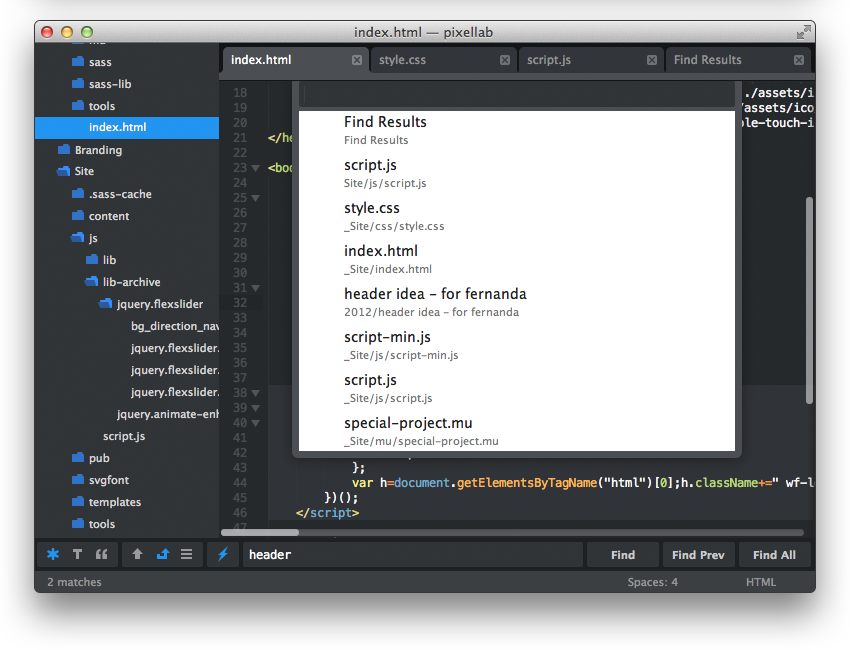 index.html — pixellab
index.html
style.css
script.js
Find Results
sass
sass-lib
tools
index.html
Branding
Site
.sass-cache
content
js
lib
lib-archive
jquery.flexslider
bg_direction_nav
jquery.flexslider.
jquery.flexslider.
jquery.flexslider.
jquery.animate-enh
script.js
pub
svgfont
templates
tools
18
./assets/i
19
/assets/ico
20
le-touch-i
21 </he
22
23 <bod
24
25
26
27
28
29
30
31
32
33
34
35
36
37
38
39
40
41
42
43 };
44 var h=document.getElementsByTagName("html")[0];h.className+=" wf-lo
45 })();
46 </script>
47
Find Results
Find Results
script.js
Site/js/script.js
style.css
_Site/css/style.css
index.html
_Site/index.html
header idea – for fernanda
2012/header idea – for fernanda
script-min.js
_Site/js/script-min.js
script.js
_Site/js/script.js
special-project.mu
_Site/mu/special-project.mu
header
Find
Find Prev
Find All
2 matches
Spaces: 4
HTML